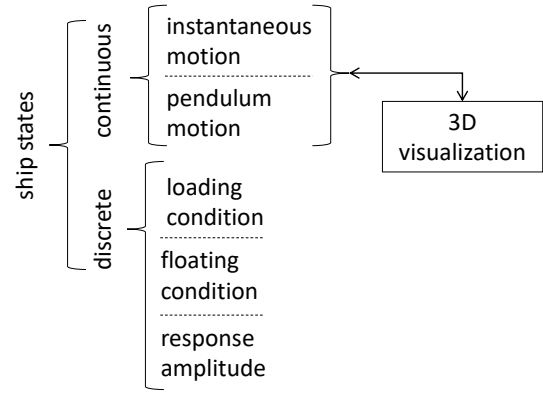 ship states
continuous
instantaneous
motion
pendulum
motion
3D
visualization
discrete
loading
condition
floating
condition
response
amplitude